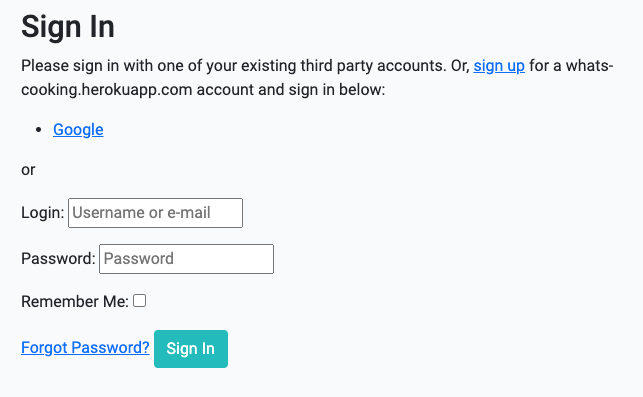 Sign In
Please sign in with one of your existing third party accounts. Or, sign up for a whats-
cooking.herokuapp.com account and sign in below:
Google
or
Login: Username or e-mail
Password: Password
Remember Me:
Forgot Password? Sign In